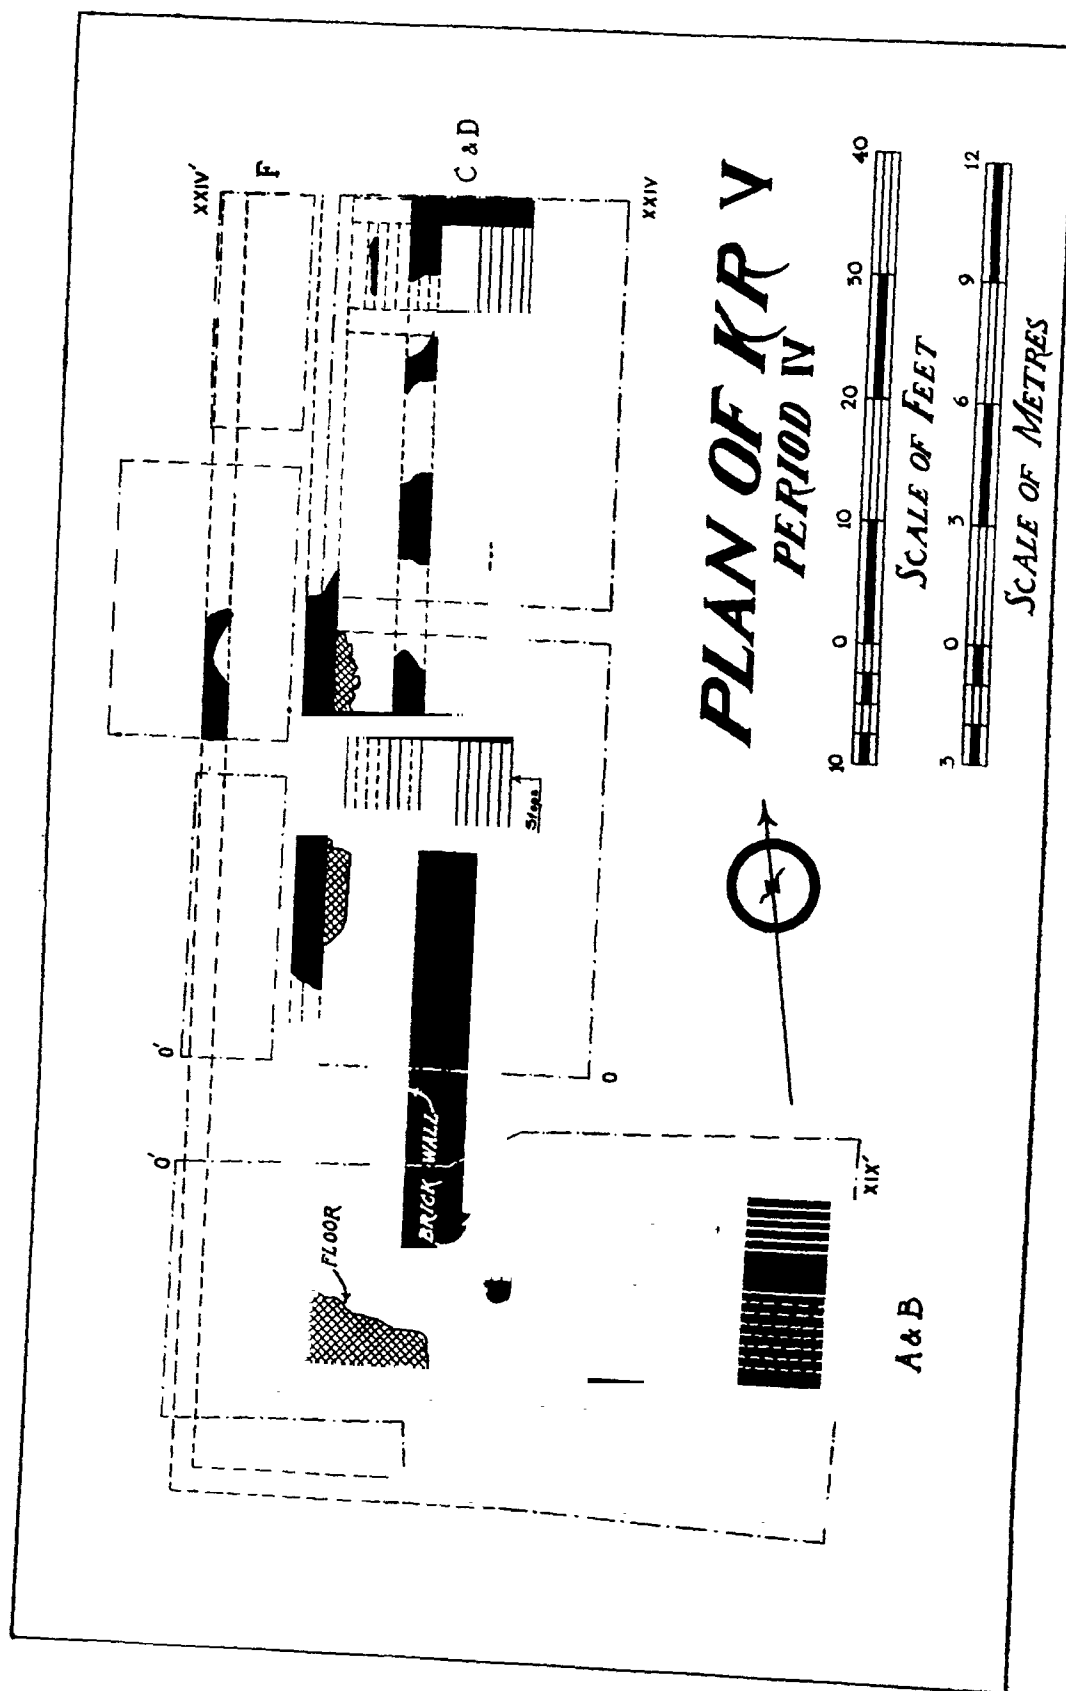 XXIV'
F
C & D
XXIV
O'
O'
O
FLOOR
BRICK WALL
Steps
XIX'
A & B
PLAN OF KR V
PERIOD IV
10 0 10 20 30 40
SCALE OF FEET
3 0 3 6 9 12
SCALE OF METRES
N